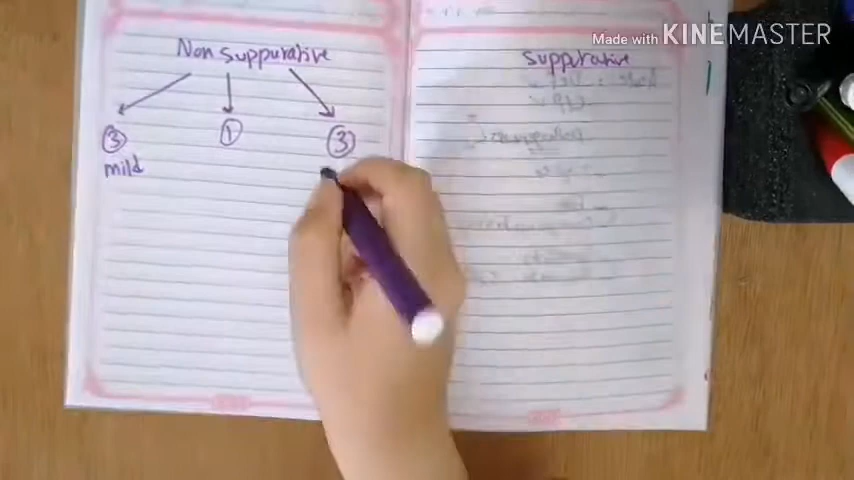 Made with KINEMASTER
Non suppurative
suppurative
③ ① ③
mild